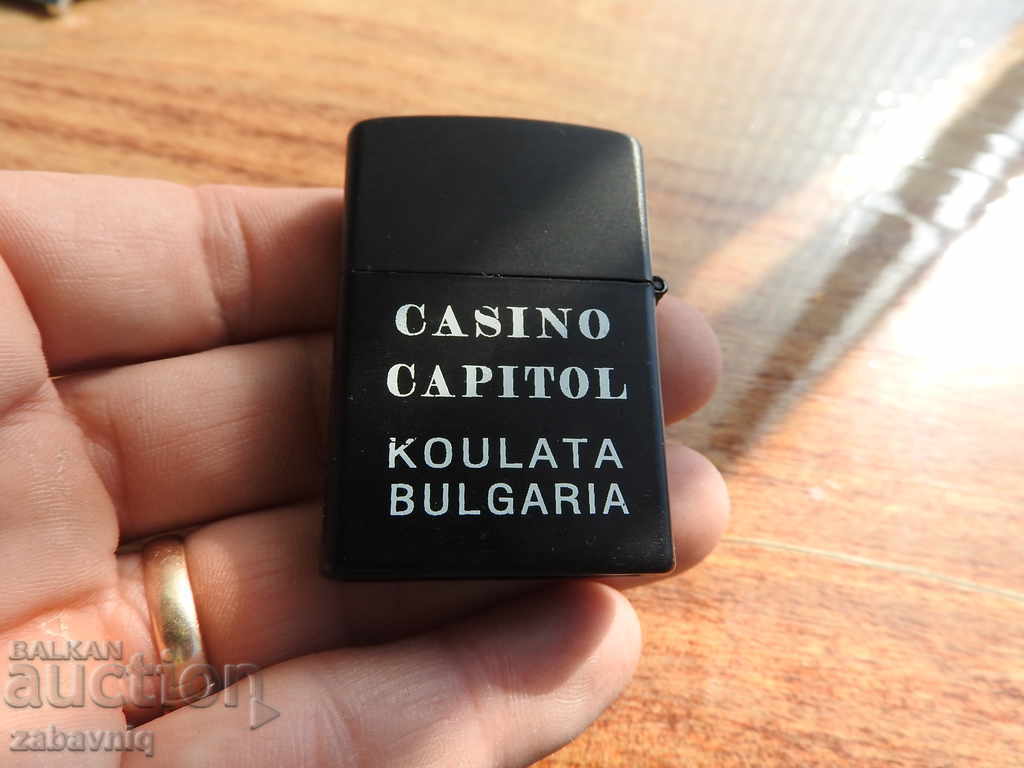 CASINO
CAPITOL
KOULATA
BULGARIA
BALKAN
auction
zabavniq